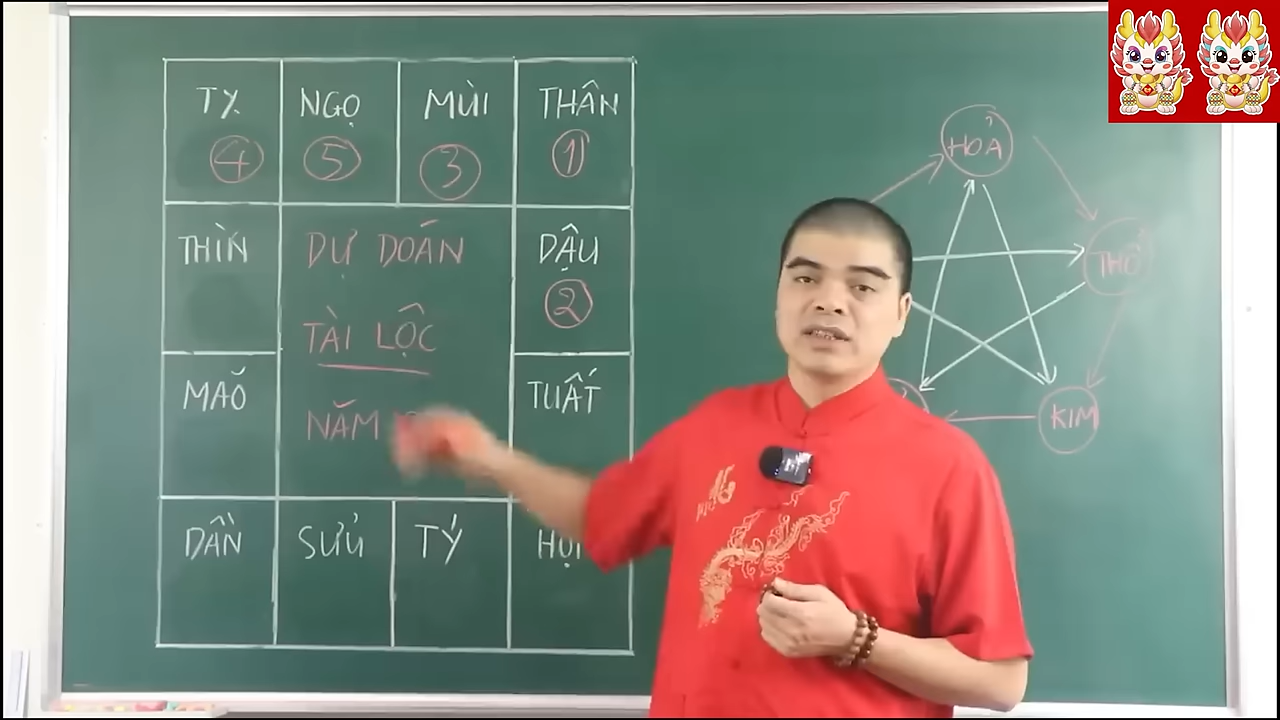 TỴ
NGỌ
MÙI
THÂN
4
5
3
1
THÌN
DỰ ĐOÁN
DẬU
2
TÀI LỘC
MÃO
NĂM
TUẤT
DẦN
SỬU
TÝ
HỢI
HỎA
THỔ
KIM